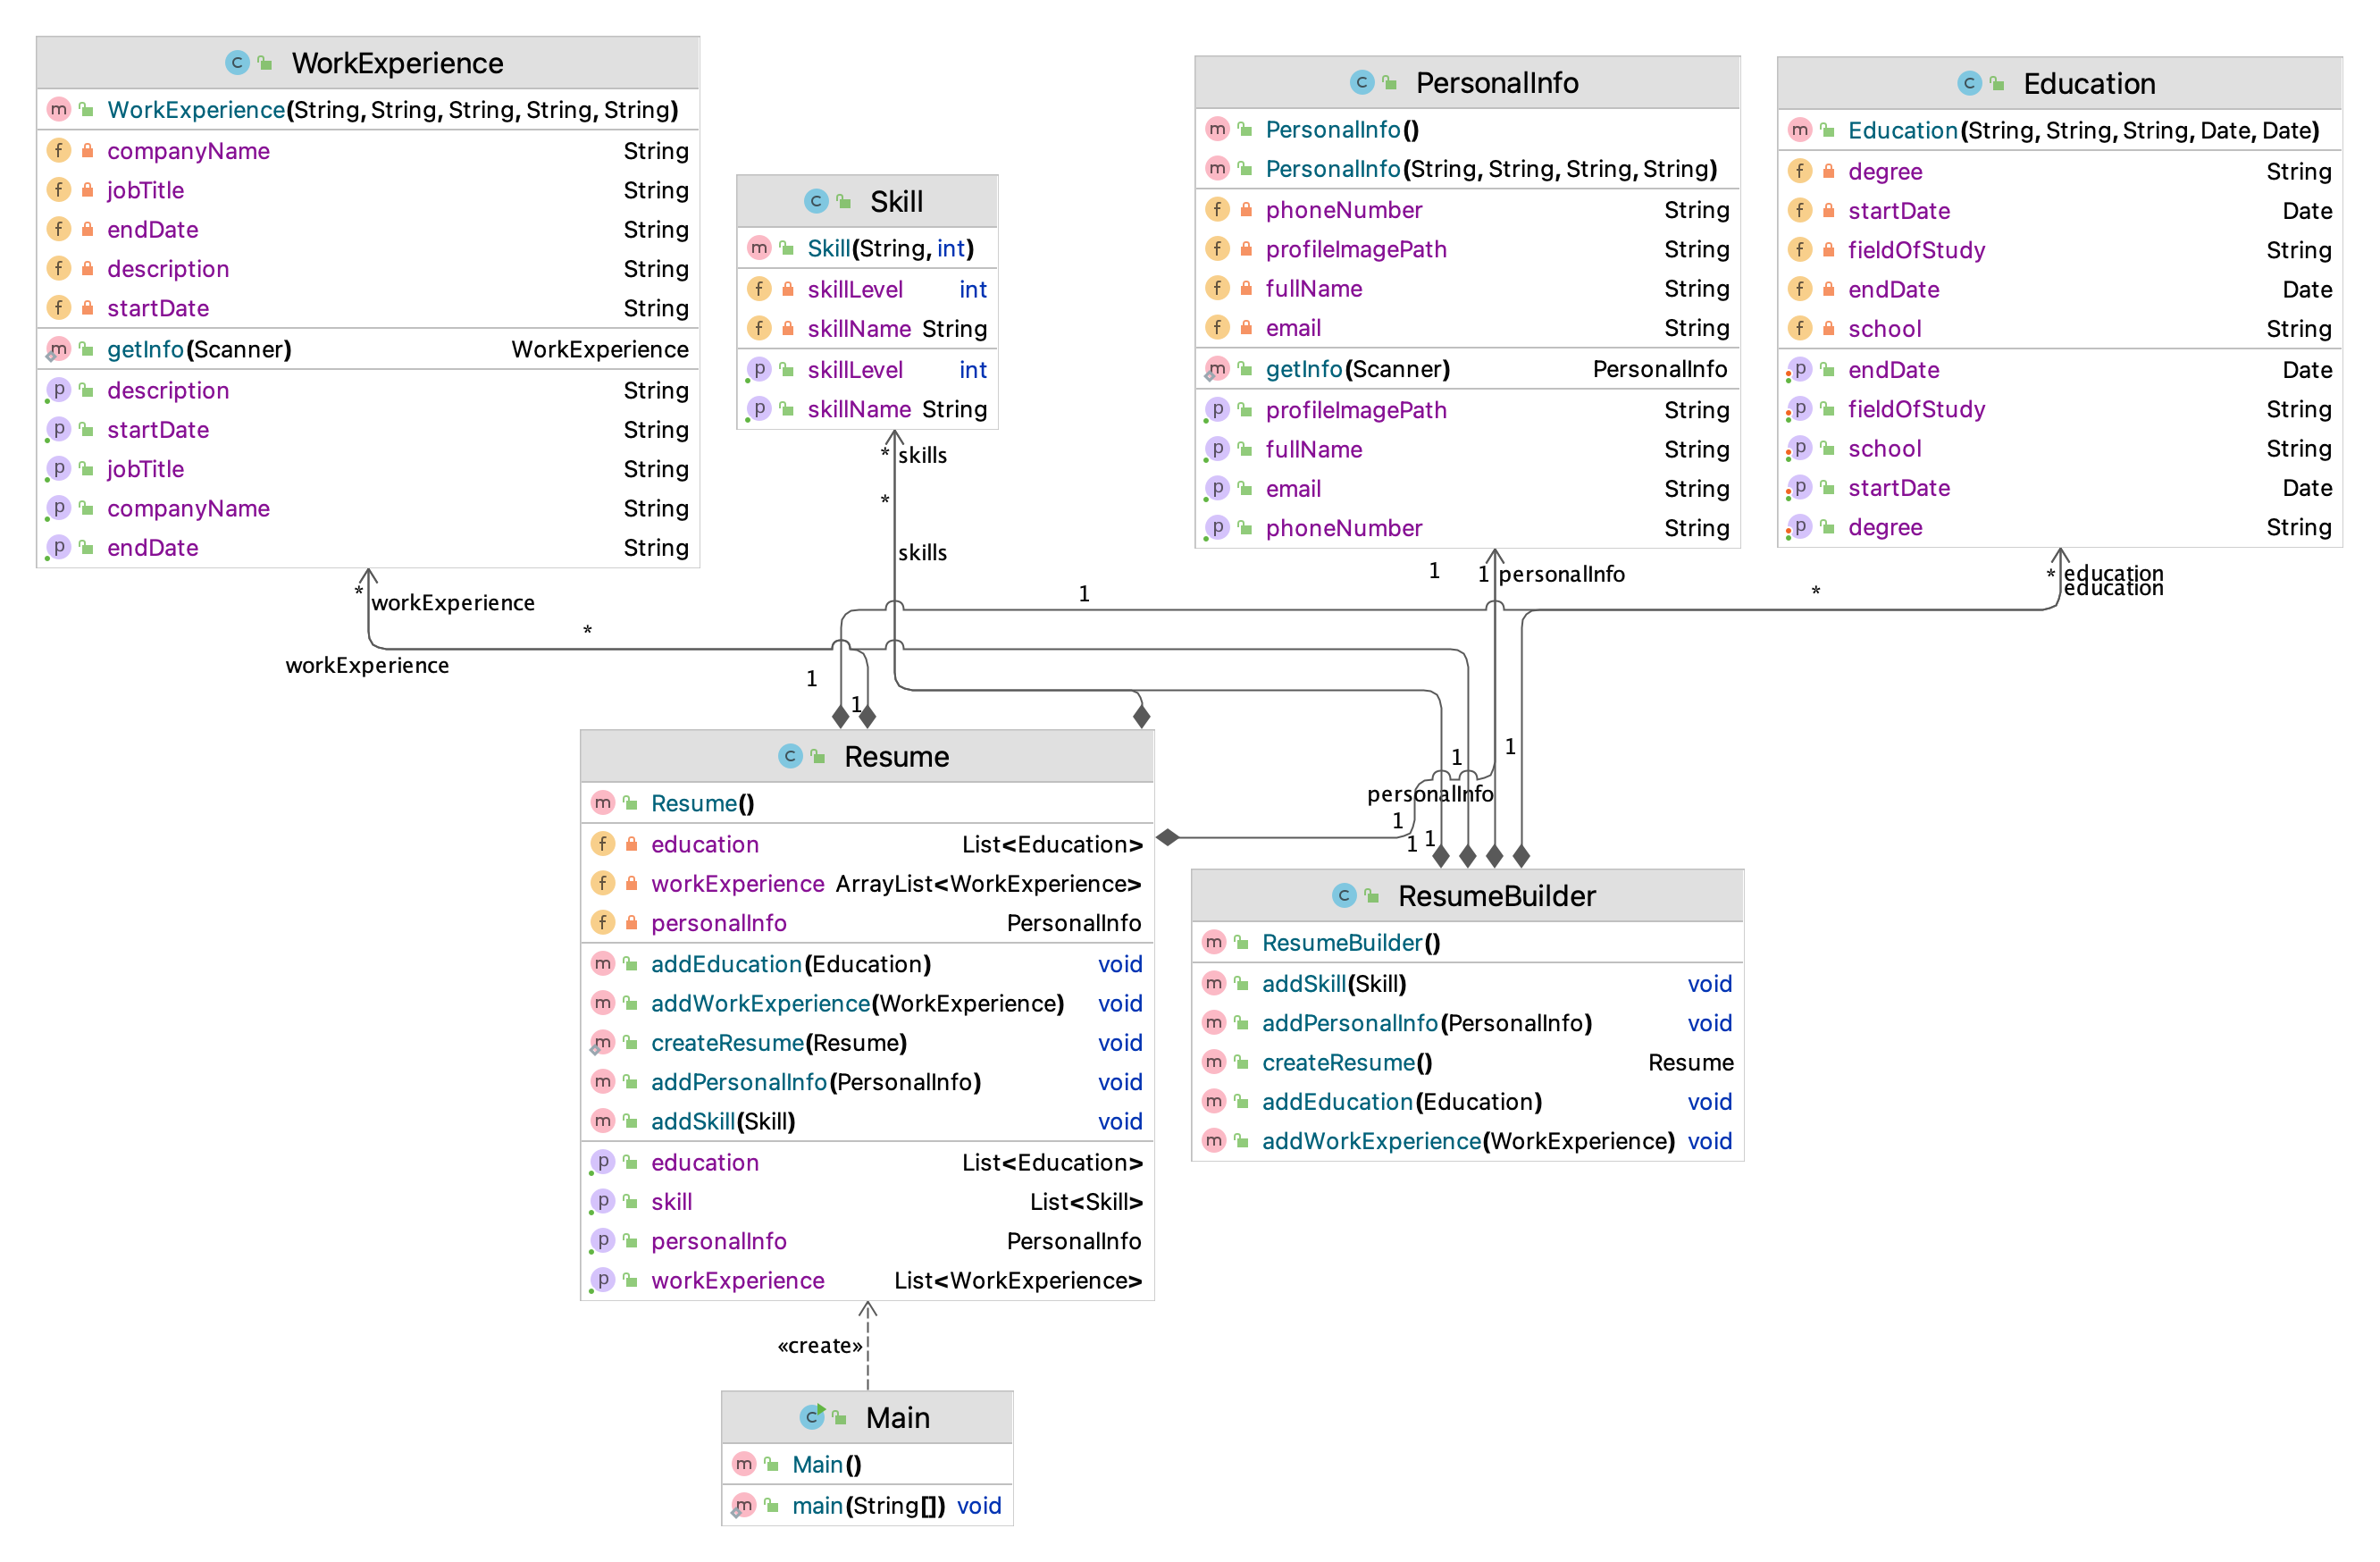 WorkExperience
WorkExperience(String, String, String, String, String)
companyName String
jobTitle String
endDate String
description String
startDate String
getInfo(Scanner) WorkExperience
description String
startDate String
jobTitle String
companyName String
endDate String
Skill
Skill(String, int)
skillLevel int
skillName String
skillLevel int
skillName String
PersonalInfo
PersonalInfo()
PersonalInfo(String, String, String, String)
phoneNumber String
profileImagePath String
fullName String
email String
getInfo(Scanner) PersonalInfo
profileImagePath String
fullName String
email String
phoneNumber String
Education
Education(String, String, String, Date, Date)
degree String
startDate Date
fieldOfStudy String
endDate Date
school String
endDate Date
fieldOfStudy String
school String
startDate Date
degree String
* skills
*
skills
* workExperience
*
workExperience
1
1
1 personalInfo
*
* education
education
1
1
1
1
personalInfo
1
1
1
Resume
Resume()
education List<Education>
workExperience ArrayList<WorkExperience>
personalInfo PersonalInfo
addEducation(Education) void
addWorkExperience(WorkExperience) void
createResume(Resume) void
addPersonalInfo(PersonalInfo) void
addSkill(Skill) void
education List<Education>
skill List<Skill>
personalInfo PersonalInfo
workExperience List<WorkExperience>
ResumeBuilder
ResumeBuilder()
addSkill(Skill) void
addPersonalInfo(PersonalInfo) void
createResume() Resume
addEducation(Education) void
addWorkExperience(WorkExperience) void
«create»
Main
Main()
main(String[]) void